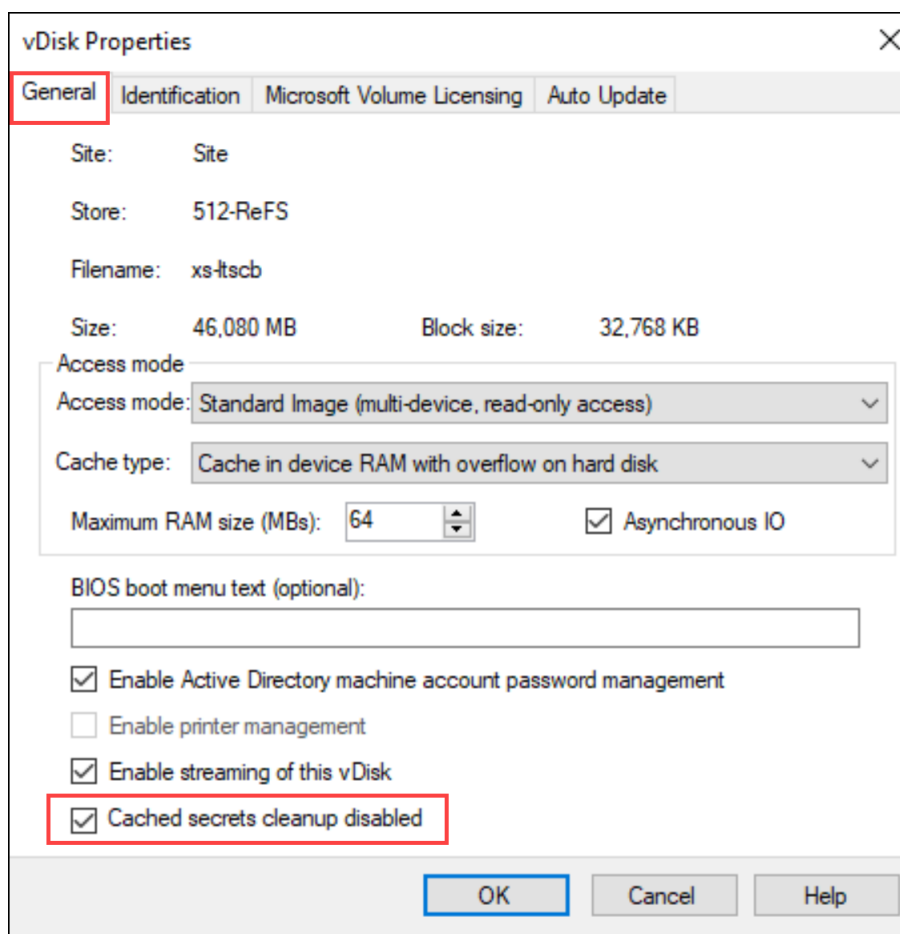 vDisk Properties
General Identification Microsoft Volume Licensing Auto Update
Site: Site
Store: 512-ReFS
Filename: xs-ltscb
Size: 46,080 MB Block size: 32,768 KB
Access mode
Access mode: Standard Image (multi-device, read-only access)
Cache type: Cache in device RAM with overflow on hard disk
Maximum RAM size (MBs): 64 Asynchronous IO
BIOS boot menu text (optional):
Enable Active Directory machine account password management
Enable printer management
Enable streaming of this vDisk
Cached secrets cleanup disabled
OK Cancel Help